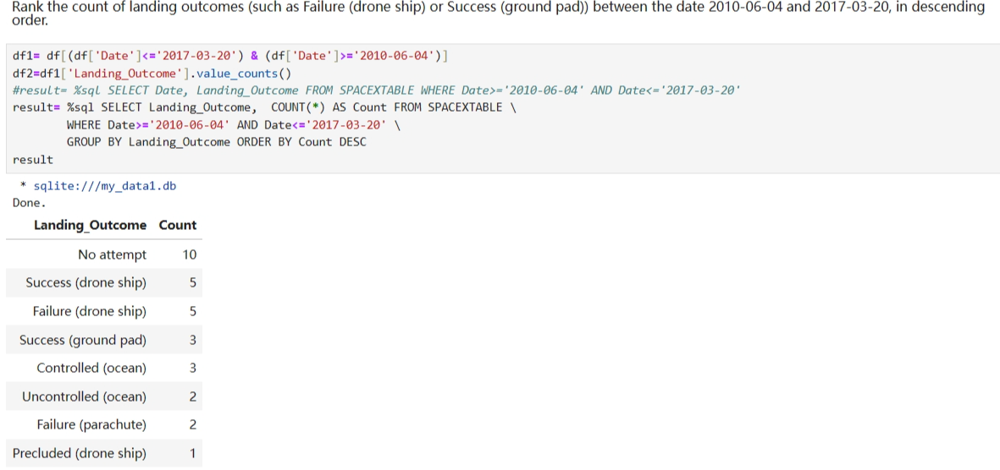 Rank the count of landing outcomes (such as Failure (drone ship) or Success (ground pad)) between the date 2010-06-04 and 2017-03-20, in descending
order.
df1= df[(df['Date']<='2017-03-20') & (df['Date']>='2010-06-04')]
df2=df1['Landing_Outcome'].value_counts()
#result= %sql SELECT Date, Landing_Outcome FROM SPACEXTABLE WHERE Date>='2010-06-04' AND Date<='2017-03-20'
result= %sql SELECT Landing_Outcome,  COUNT(*) AS Count FROM SPACEXTABLE \
        WHERE Date>='2010-06-04' AND Date<='2017-03-20' \
        GROUP BY Landing_Outcome ORDER BY Count DESC
result
* sqlite:///my_data1.db
Done.
Landing_Outcome Count
No attempt 10
Success (drone ship) 5
Failure (drone ship) 5
Success (ground pad) 3
Controlled (ocean) 3
Uncontrolled (ocean) 2
Failure (parachute) 2
Precluded (drone ship) 1